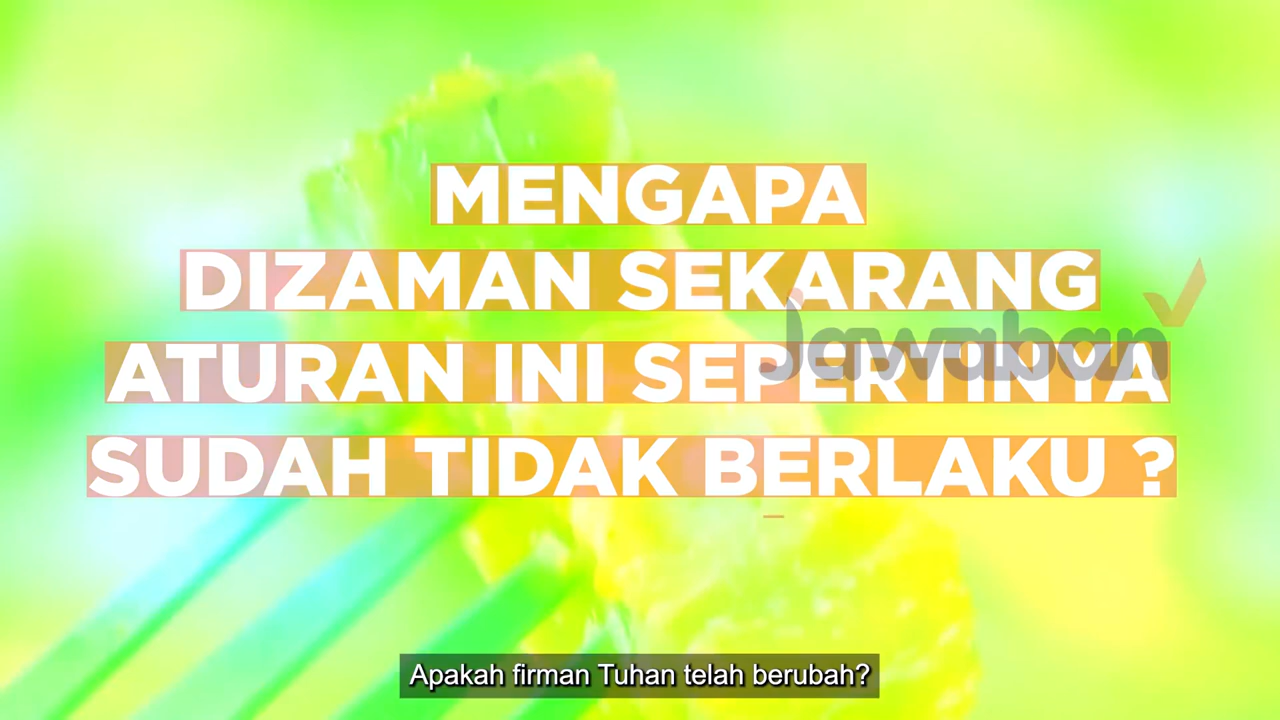 MENGAPA
DIZAMAN SEKARANG
ATURAN INI SEPERTINYA
SUDAH TIDAK BERLAKU ?
Jawaban
Apakah firman Tuhan telah berubah?